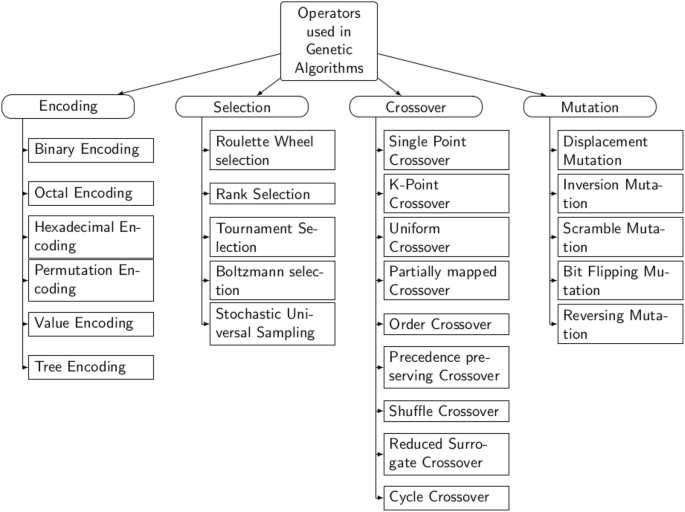 Operators
used in
Genetic
Algorithms
Encoding
Binary Encoding
Octal Encoding
Hexadecimal En-
coding
Permutation En-
coding
Value Encoding
Tree Encoding
Selection
Roulette Wheel
selection
Rank Selection
Tournament Se-
lection
Boltzmann selec-
tion
Stochastic Uni-
versal Sampling
Crossover
Single Point
Crossover
K-Point
Crossover
Uniform
Crossover
Partially mapped
Crossover
Order Crossover
Precedence pre-
serving Crossover
Shuffle Crossover
Reduced Surro-
gate Crossover
Cycle Crossover
Mutation
Displacement
Mutation
Inversion Muta-
tion
Scramble Muta-
tion
Bit Flipping Mu-
tation
Reversing Muta-
tion